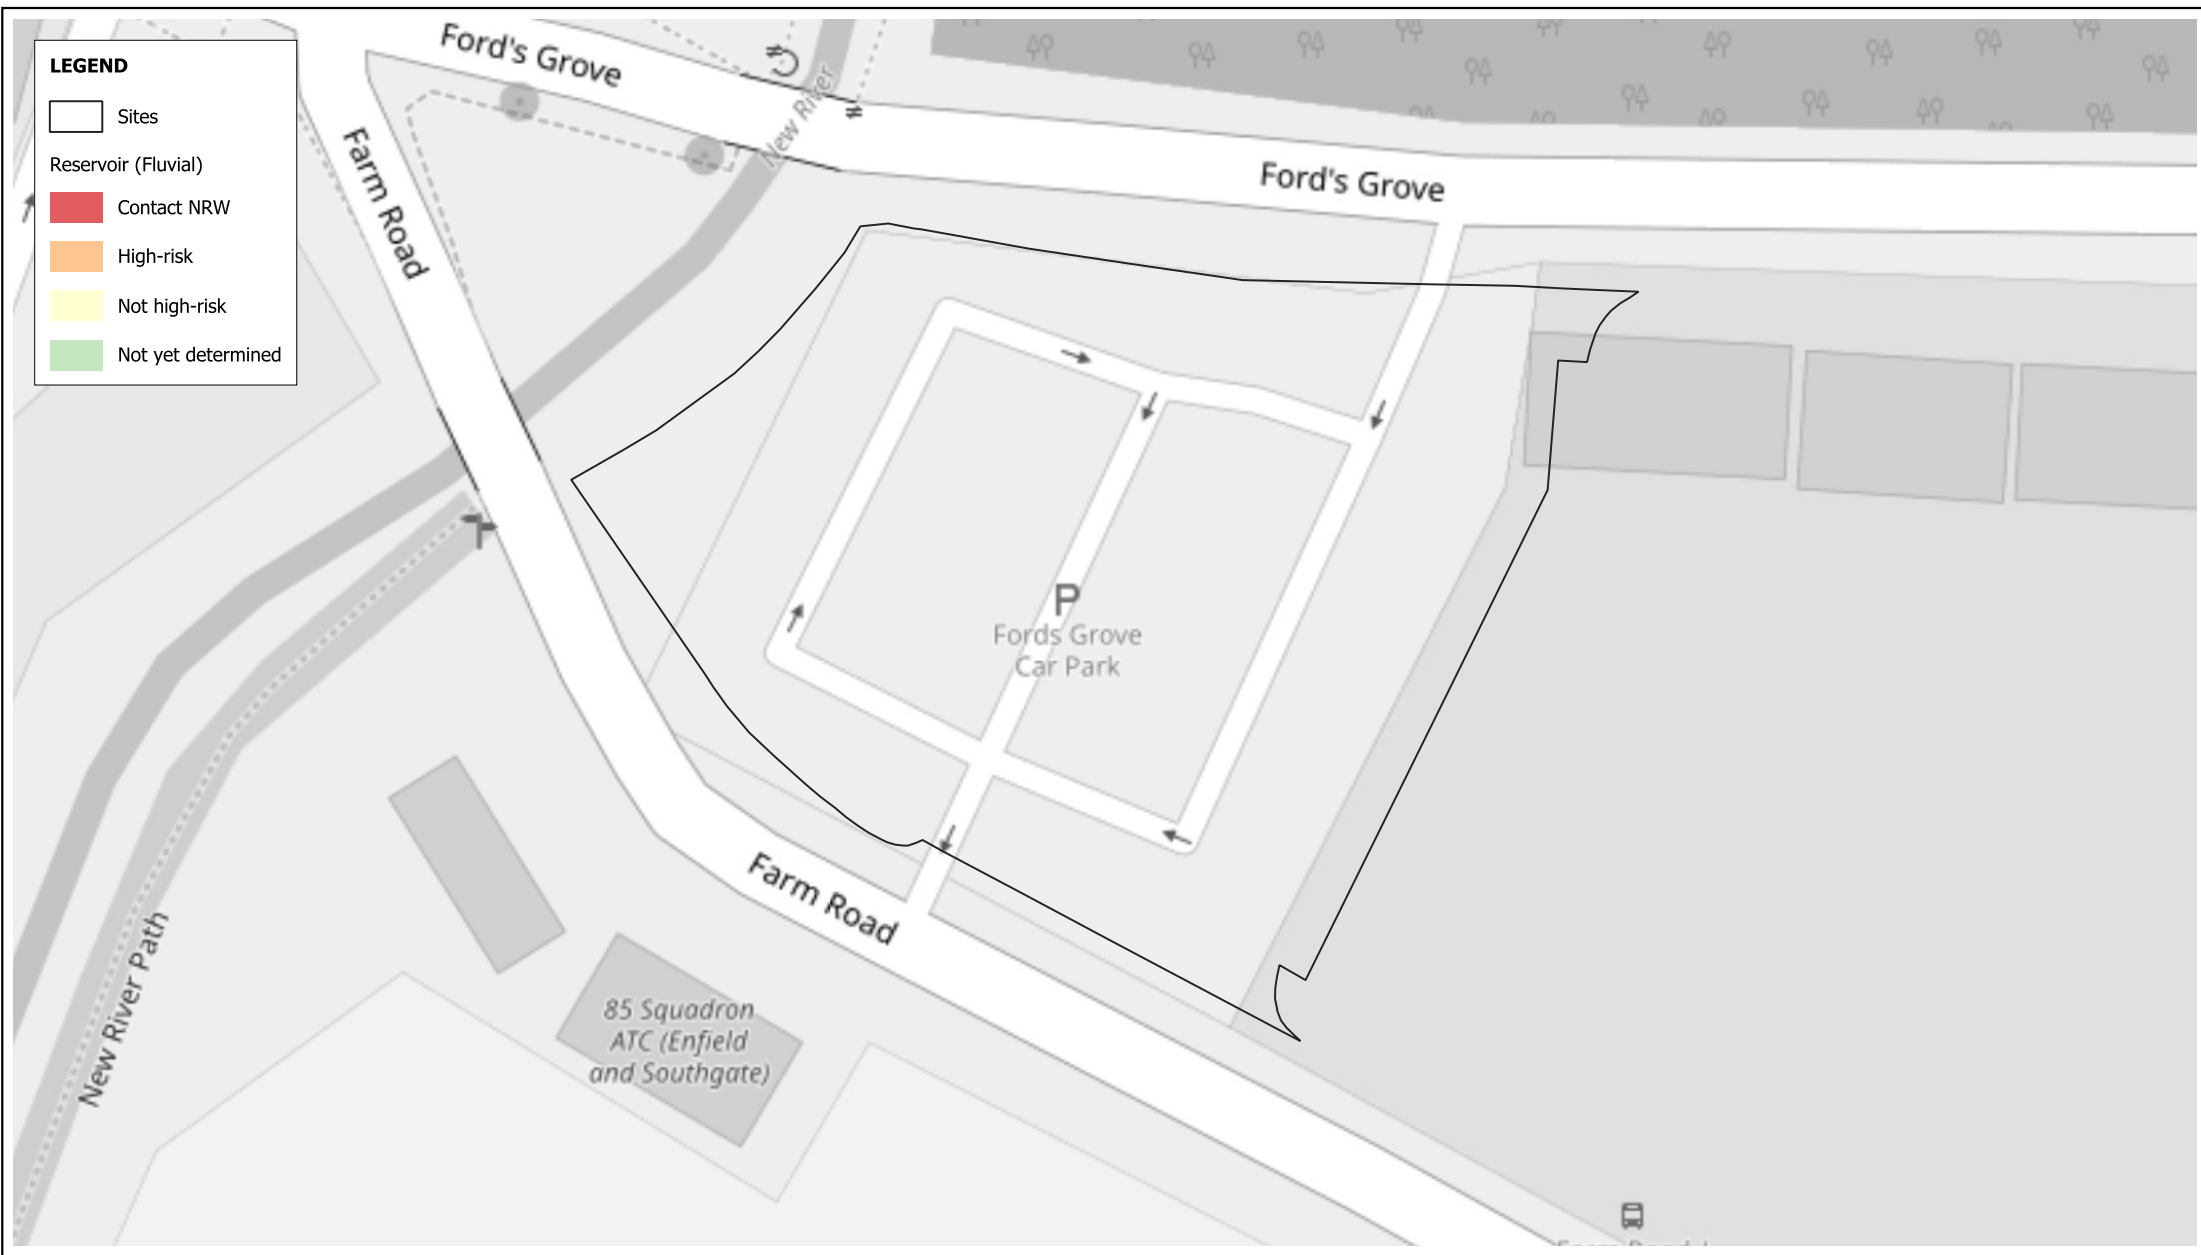 LEGEND
Sites
Reservoir (Fluvial)
Contact NRW
High-risk
Not high-risk
Not yet determined
Ford's Grove
New River
Ford's Grove
Farm Road
P
Fords Grove
Car Park
Farm Road
New River Path
85 Squadron
ATC (Enfield
and Southgate)